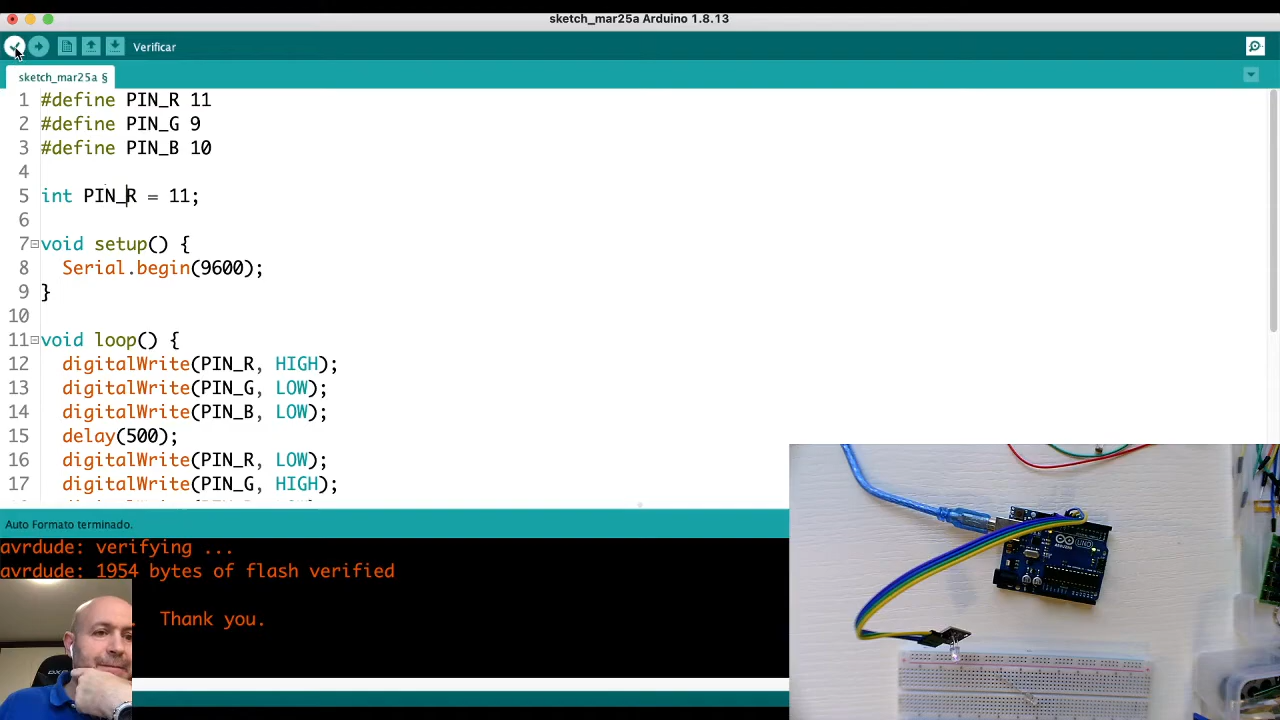 sketch_mar25a Arduino 1.8.13
Verificar
sketch_mar25a §
1 #define PIN_R 11
2 #define PIN_G 9
3 #define PIN_B 10
4
5 int PIN_R = 11;
6
7 void setup() {
8 Serial.begin(9600);
9 }
10
11 void loop() {
12 digitalWrite(PIN_R, HIGH);
13 digitalWrite(PIN_G, LOW);
14 digitalWrite(PIN_B, LOW);
15 delay(500);
16 digitalWrite(PIN_R, LOW);
17 digitalWrite(PIN_G, HIGH);
Auto Formato terminado.
avrdude: verifying ...
avrdude: 1954 bytes of flash verified
Thank you.